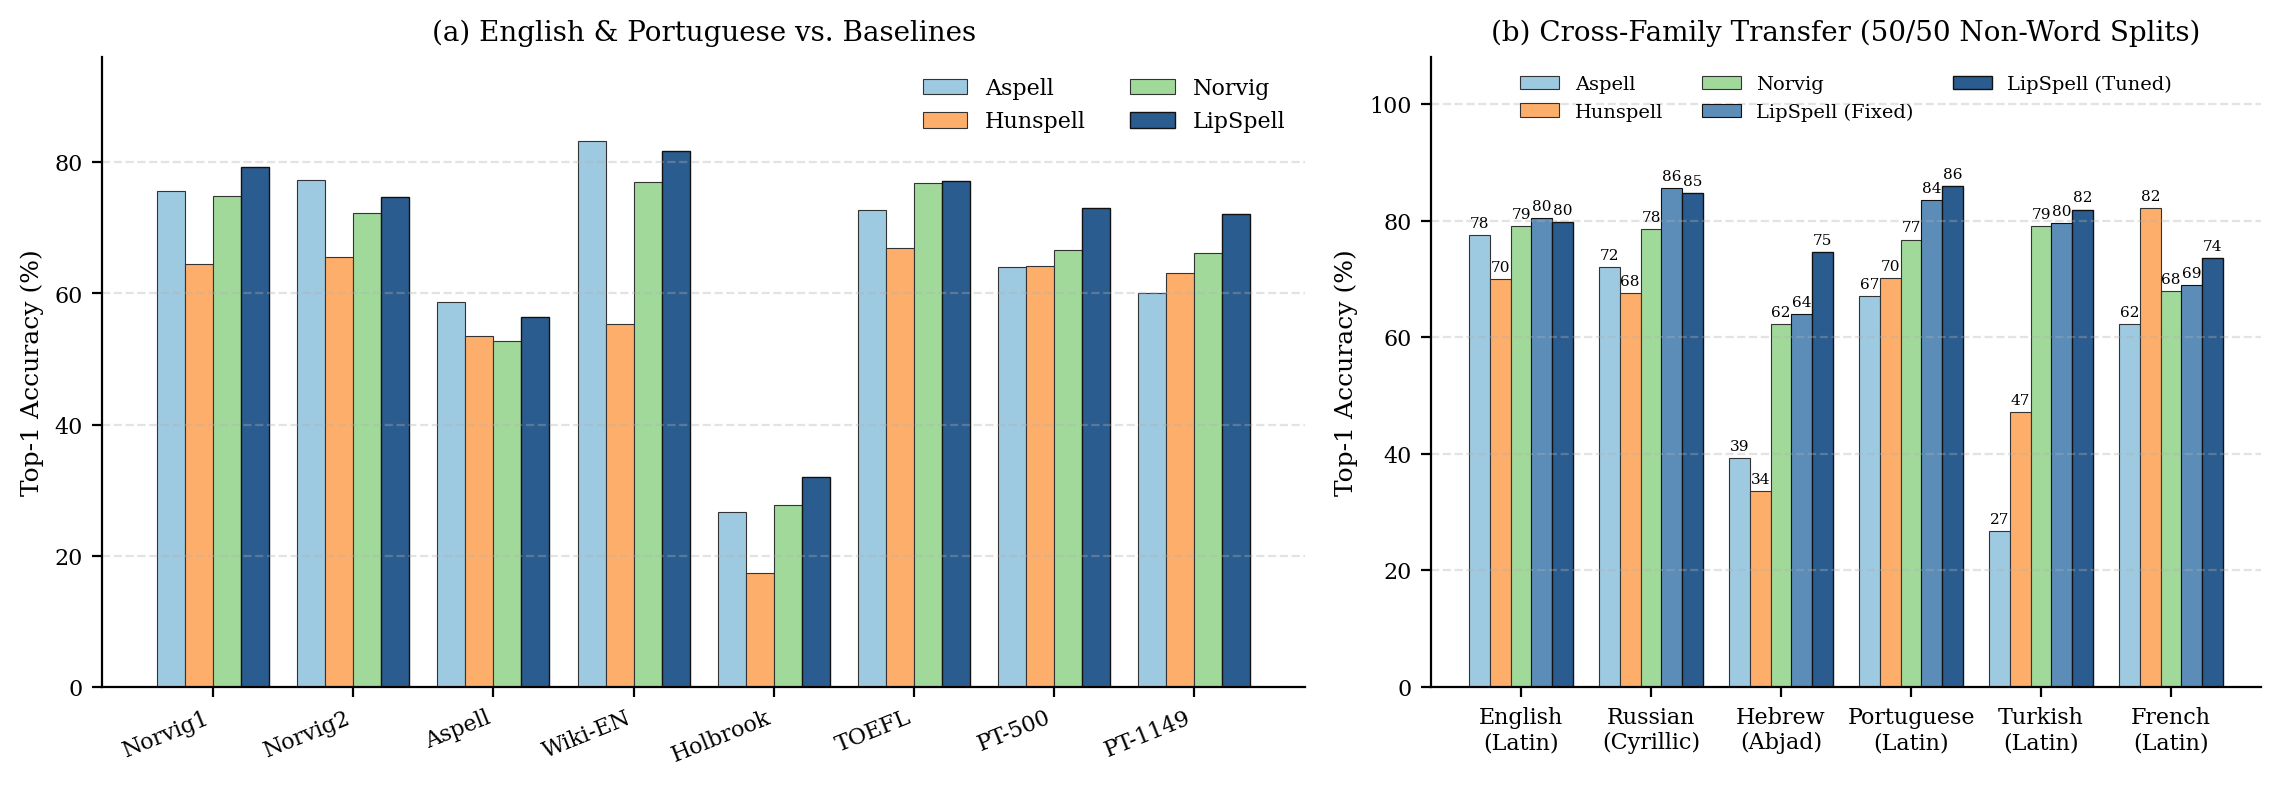 (a) English & Portuguese vs. Baselines
Aspell
Hunspell
Norvig
LipSpell
Top-1 Accuracy (%)
80
60
40
20
0
Norvig1
Norvig2
Aspell
Wiki-EN
Holbrook
TOEFL
PT-500
PT-1149
(b) Cross-Family Transfer (50/50 Non-Word Splits)
Aspell
Hunspell
Norvig
LipSpell (Fixed)
LipSpell (Tuned)
Top-1 Accuracy (%)
100
80
60
40
20
0
78
70
79
80
80
72
68
78
86
85
39
34
62
64
75
67
70
77
84
86
27
47
79
80
82
62
82
68
69
74
English
(Latin)
Russian
(Cyrillic)
Hebrew
(Abjad)
Portuguese
(Latin)
Turkish
(Latin)
French
(Latin)